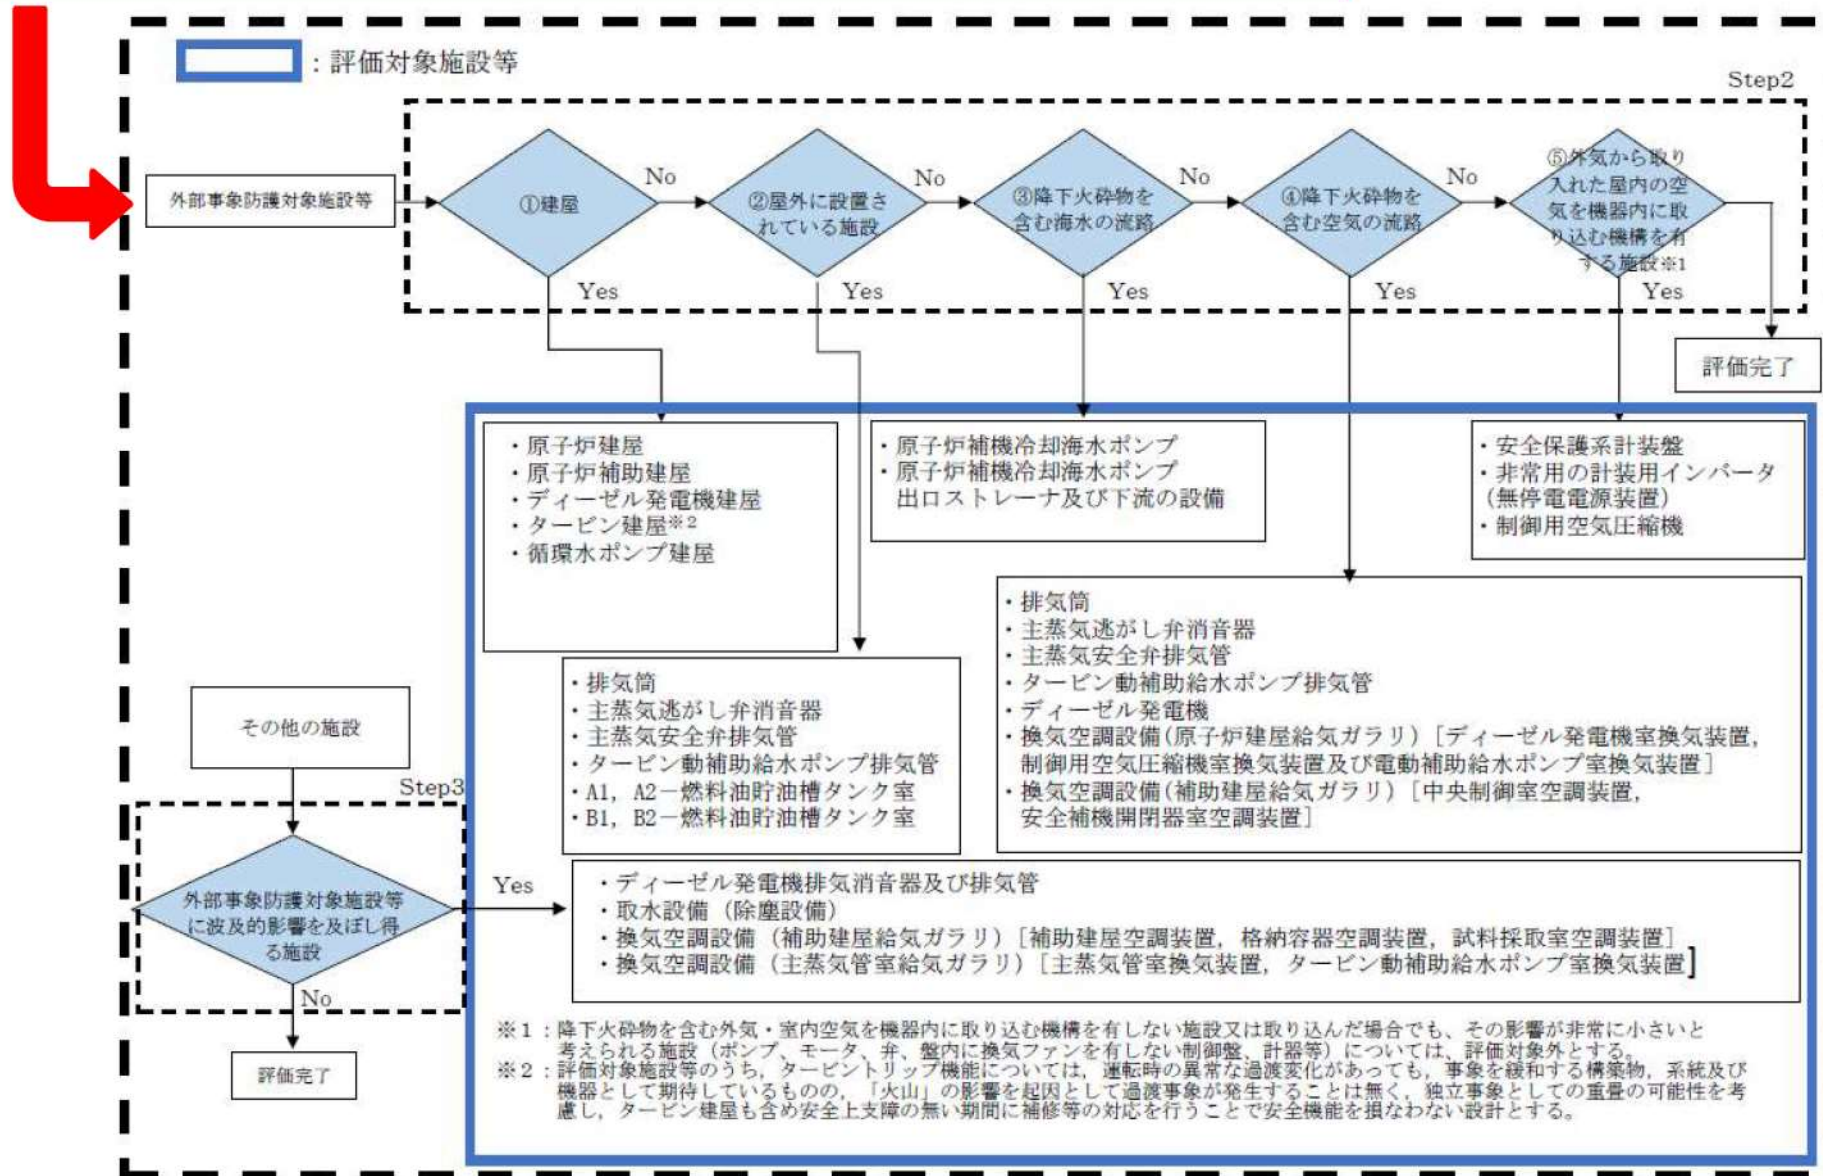 ：評価対象施設等
Step2
外部事象防護対象施設等
①建屋
No
②屋外に設置さ
れている施設
No
③降下火砕物を
含む海水の流路
No
④降下火砕物を
含む空気の流路
No
⑤外気から取り
入れた屋内の空
気を機器内に取
り込む機構を有
する施設※1
Yes
Yes
Yes
Yes
Yes
評価完了
・原子炉建屋
・原子炉補助建屋
・ディーゼル発電機建屋
・タービン建屋※2
・循環水ポンプ建屋
・原子炉補機冷却海水ポンプ
・原子炉補機冷却海水ポンプ
出口ストレーナ及び下流の設備
・安全保護系計装盤
・非常用の計装用インバータ
(無停電電源装置)
・制御用空気圧縮機
・排気筒
・主蒸気逃がし弁消音器
・主蒸気安全弁排気管
・タービン動補助給水ポンプ排気管
・A1, A2－燃料油貯油槽タンク室
・B1, B2－燃料油貯油槽タンク室
・排気筒
・主蒸気逃がし弁消音器
・主蒸気安全弁排気管
・タービン動補助給水ポンプ排気管
・ディーゼル発電機
・換気空調設備(原子炉建屋給気ガラリ)［ディーゼル発電機室換気装置,
制御用空気圧縮機室換気装置及び電動補助給水ポンプ室換気装置］
・換気空調設備(補助建屋給気ガラリ)［中央制御室空調装置,
安全補機開閉器室空調装置］
その他の施設
Step3
外部事象防護対象施設等
に波及的影響を及ぼし得
る施設
Yes
No
評価完了
・ディーゼル発電機排気消音器及び排気管
・取水設備（除塵設備）
・換気空調設備（補助建屋給気ガラリ）［補助建屋空調装置, 格納容器空調装置, 試料採取室空調装置］
・換気空調設備（主蒸気管室給気ガラリ）［主蒸気管室換気装置, タービン動補助給水ポンプ室換気装置]
※1：降下火砕物を含む外気・室内空気を機器内に取り込む機構を有しない施設又は取り込んだ場合でも、その影響が非常に小さいと
考えられる施設（ポンプ、モータ、弁、盤内に換気ファンを有しない制御盤、計器等）については、評価対象外とする。
※2：評価対象施設等のうち, タービントリップ機能については, 運転時の異常な過渡変化があっても, 事象を緩和する構築物, 系統及び
機器として期待しているものの, 「火山」の影響を起因として過渡事象が発生することは無く, 独立事象としての重畳の可能性を考
慮し, タービン建屋も含め安全上支障の無い期間に補修等の対応を行うことで安全機能を損なわない設計とする。